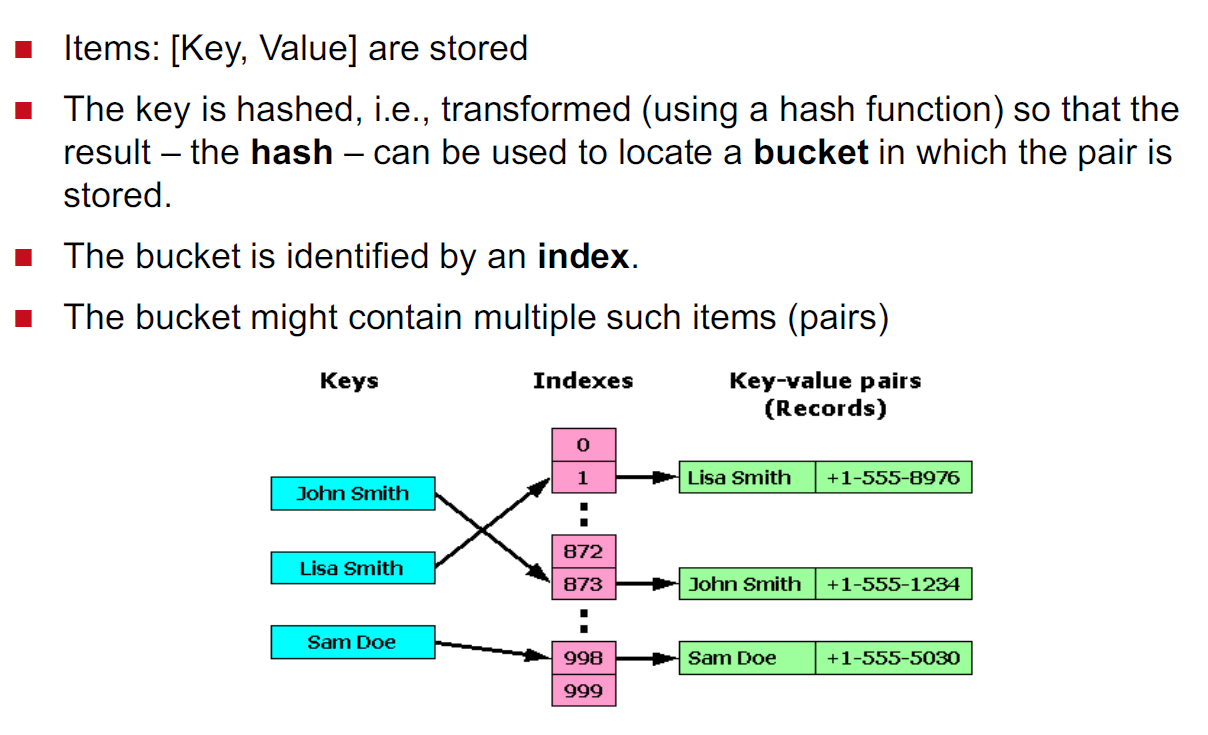 Items: [Key, Value] are stored
The key is hashed, i.e., transformed (using a hash function) so that the
result – the hash – can be used to locate a bucket in which the pair is
stored.
The bucket is identified by an index.
The bucket might contain multiple such items (pairs)
Keys
Indexes
Key-value pairs
(Records)
0
John Smith
1
Lisa Smith +1-555-8976
Lisa Smith
872
873
John Smith +1-555-1234
Sam Doe
998
Sam Doe +1-555-5030
999